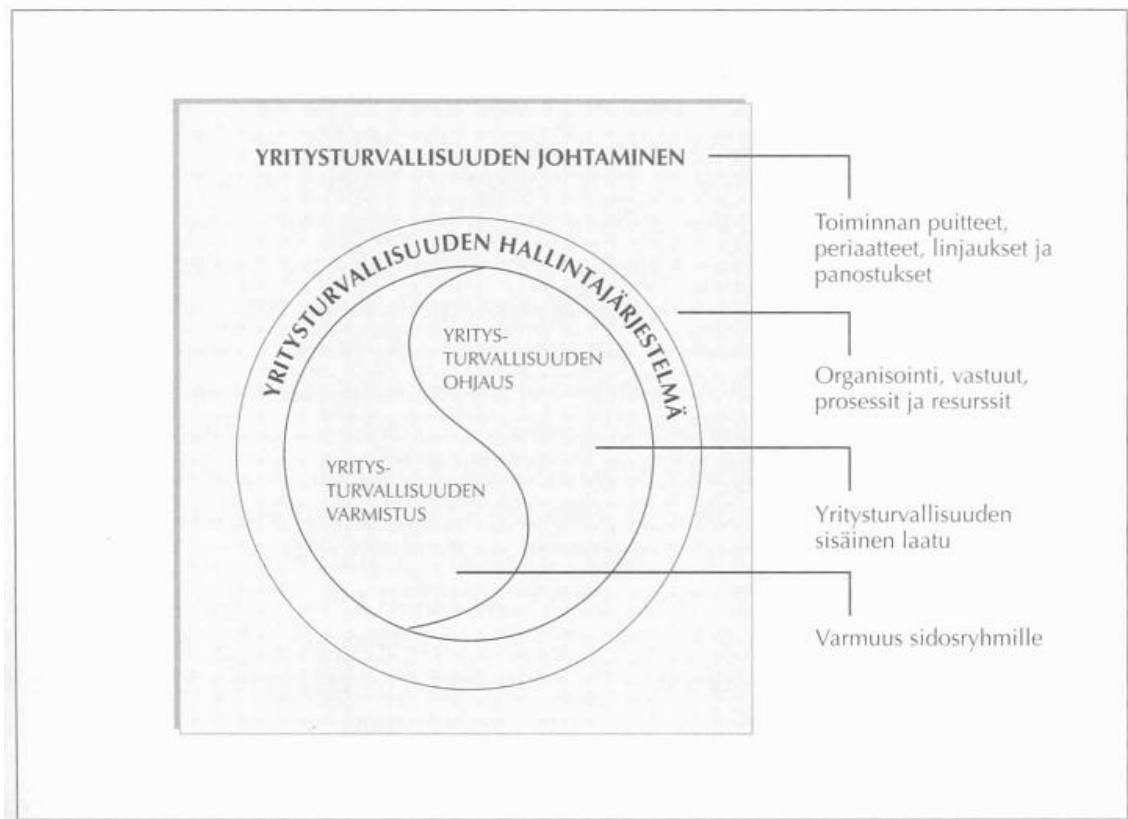 YRITYSTURVALLISUUDEN JOHTAMINEN
Toiminnan puitteet,
periaatteet, linjaukset ja
panostukset
YRITYSTURVALLISUUDEN HALLINTAJÄRJESTELMÄ
YRITYS-
TURVALLISUUDEN
OHJAUS
Organisointi, vastuut,
prosessit ja resurssit
YRITYS-
TURVALLISUUDEN
VARMISTUS
Yritysturvallisuuden
sisäinen laatu
Varmuus sidosryhmille